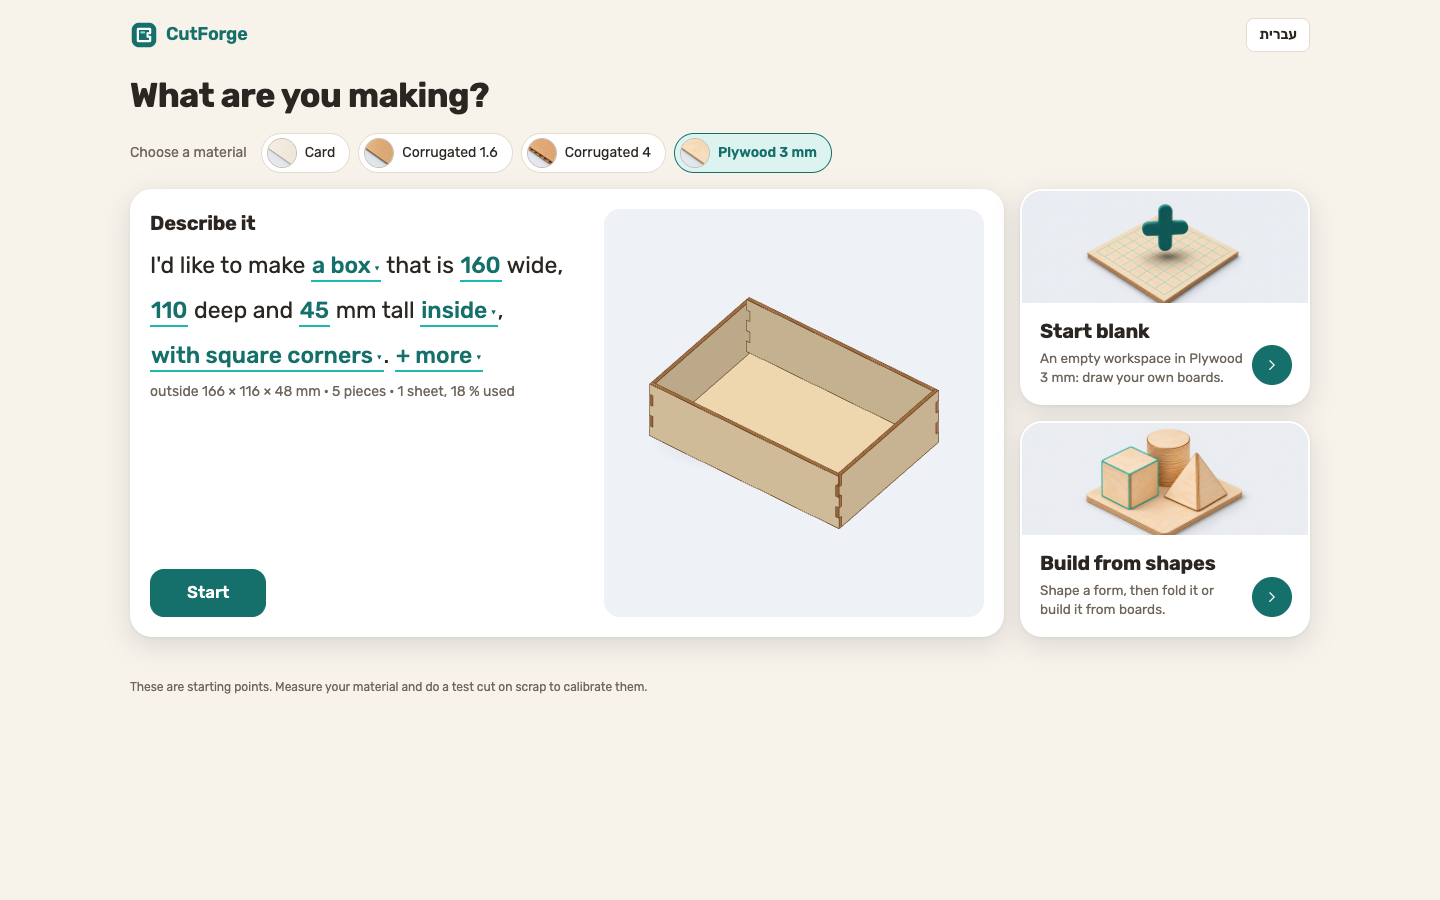 CutForge
עברית
What are you making?
Choose a material
Card
Corrugated 1.6
Corrugated 4
Plywood 3 mm
Describe it
I'd like to make a box that is 160 wide,
110 deep and 45 mm tall inside,
with square corners. + more
outside 166 × 116 × 48 mm • 5 pieces • 1 sheet, 18 % used
Start
Start blank
An empty workspace in Plywood
3 mm: draw your own boards.
Build from shapes
Shape a form, then fold it or
build it from boards.
These are starting points. Measure your material and do a test cut on scrap to calibrate them.